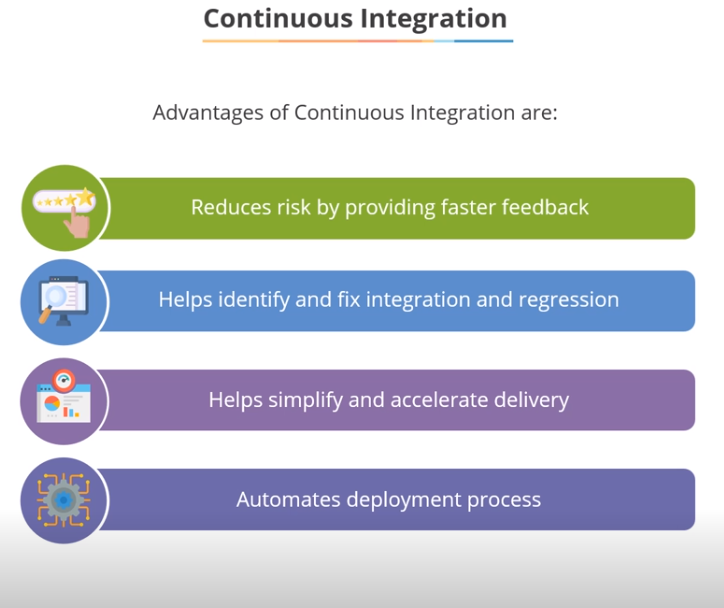 Continuous Integration
Advantages of Continuous Integration are:
Reduces risk by providing faster feedback
Helps identify and fix integration and regression
Helps simplify and accelerate delivery
Automates deployment process